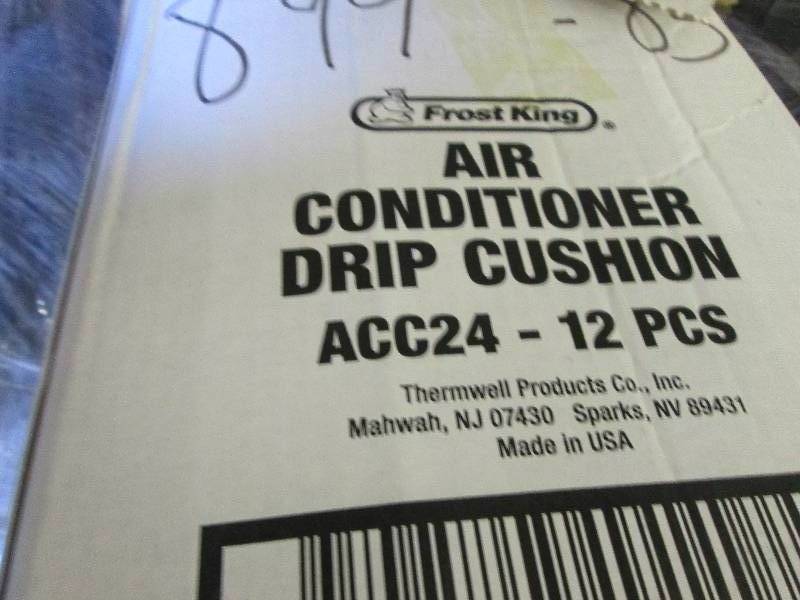 Frost King®
AIR
CONDITIONER
DRIP CUSHION
ACC24 - 12 PCS
Thermwell Products Co., Inc.
Mahwah, NJ 07430 Sparks, NV 89431
Made in USA